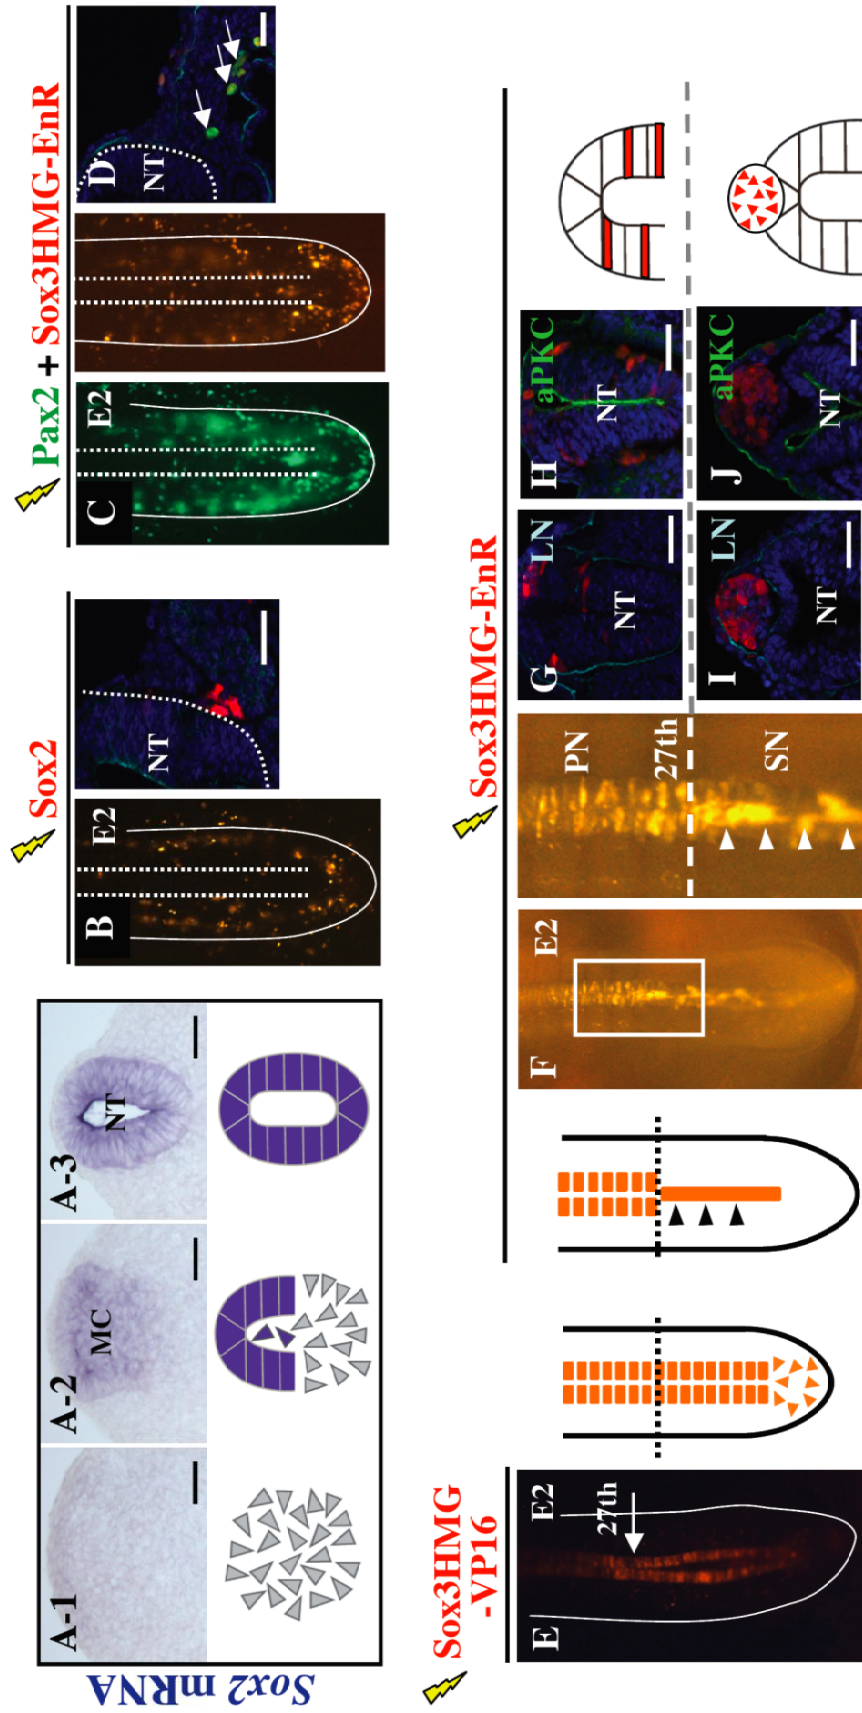 Sox2 mRNA
A-1
A-2
MC
A-3
NT
Sox2
B
E2
NT
Pax2 + Sox3HMG-EnR
C
E2
D
NT
Sox3HMG
-VP16
E
E2
27th
Sox3HMG-EnR
F
E2
PN
27th
SN
G
LN
NT
H
aPKC
NT
I
LN
NT
J
aPKC
NT